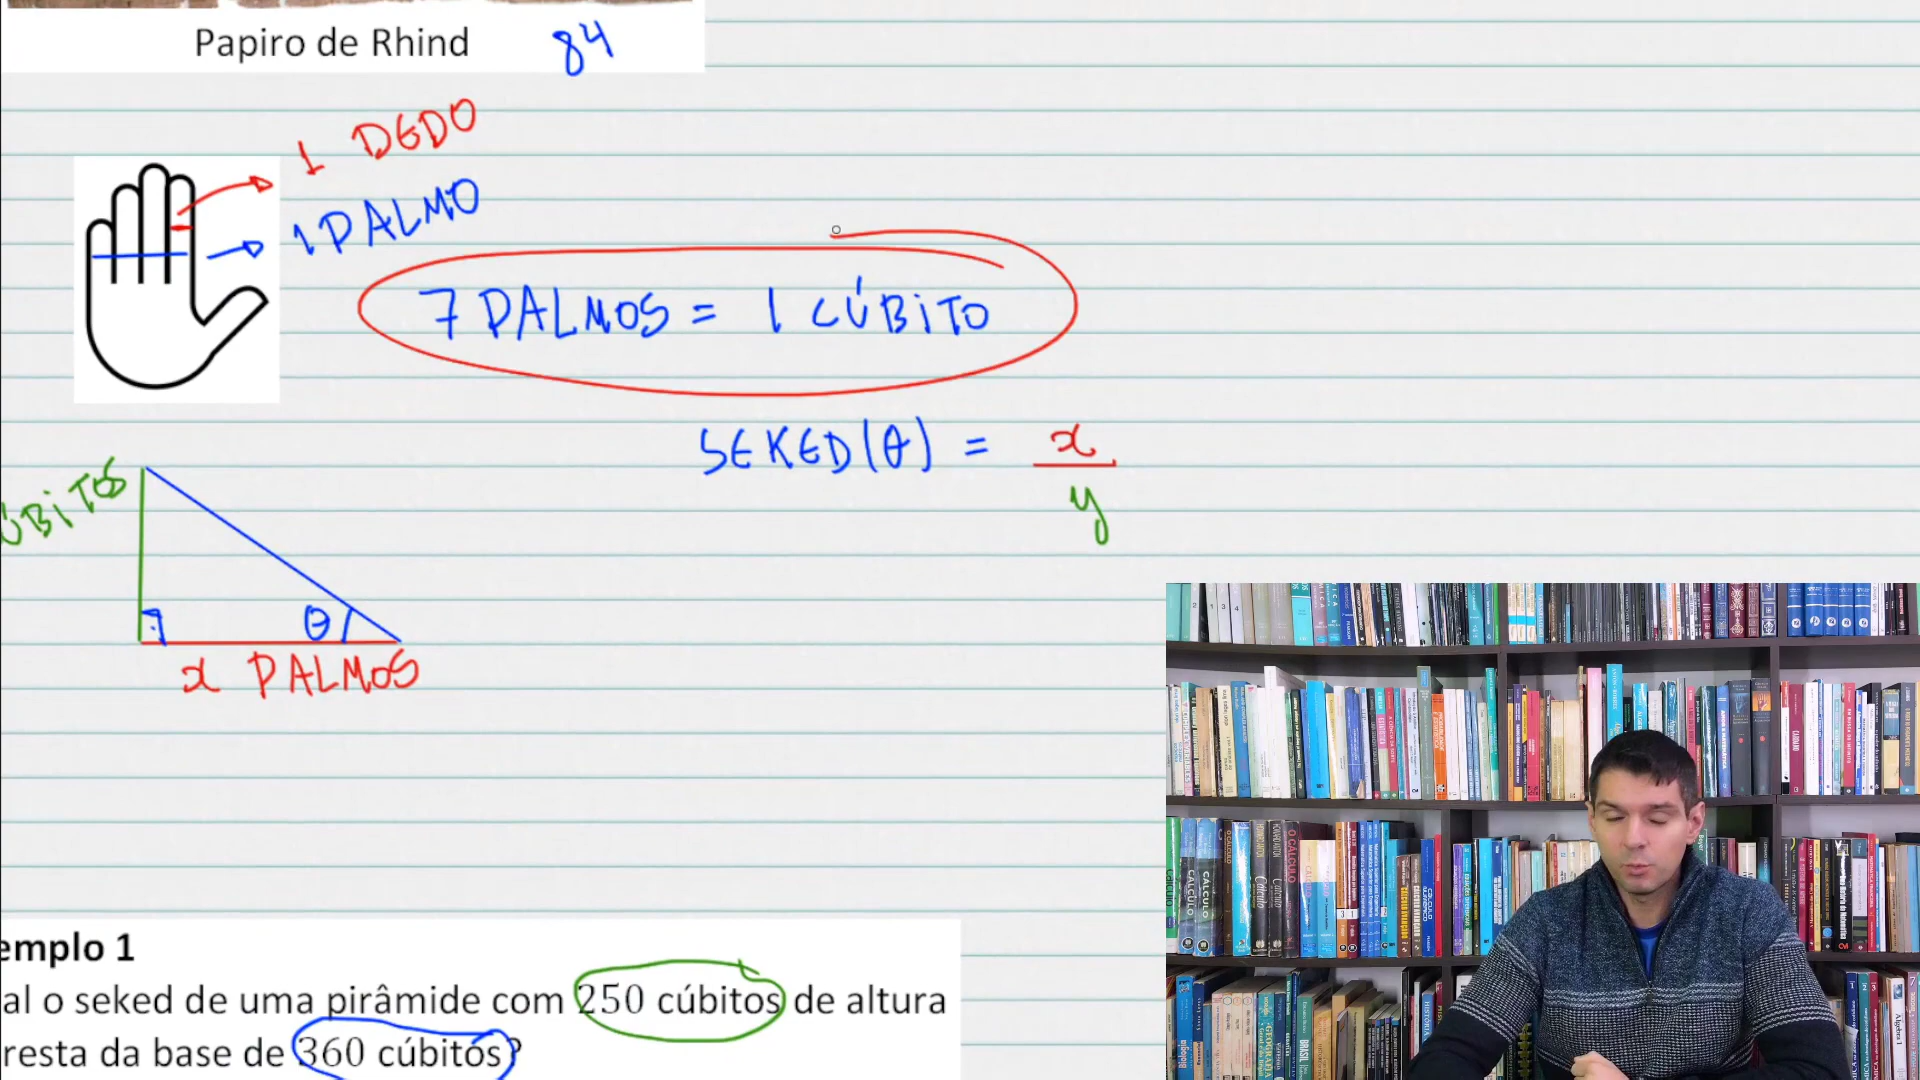 Papiro de Rhind 84
1 DEDO
1 PALMO
7 PALMOS = 1 CÚBITO
SEKED(θ) = x
y
ÚBITOS
θ
x PALMOS
emplo 1
al o seked de uma pirâmide com 250 cúbitos de altura
resta da base de 360 cúbitos?